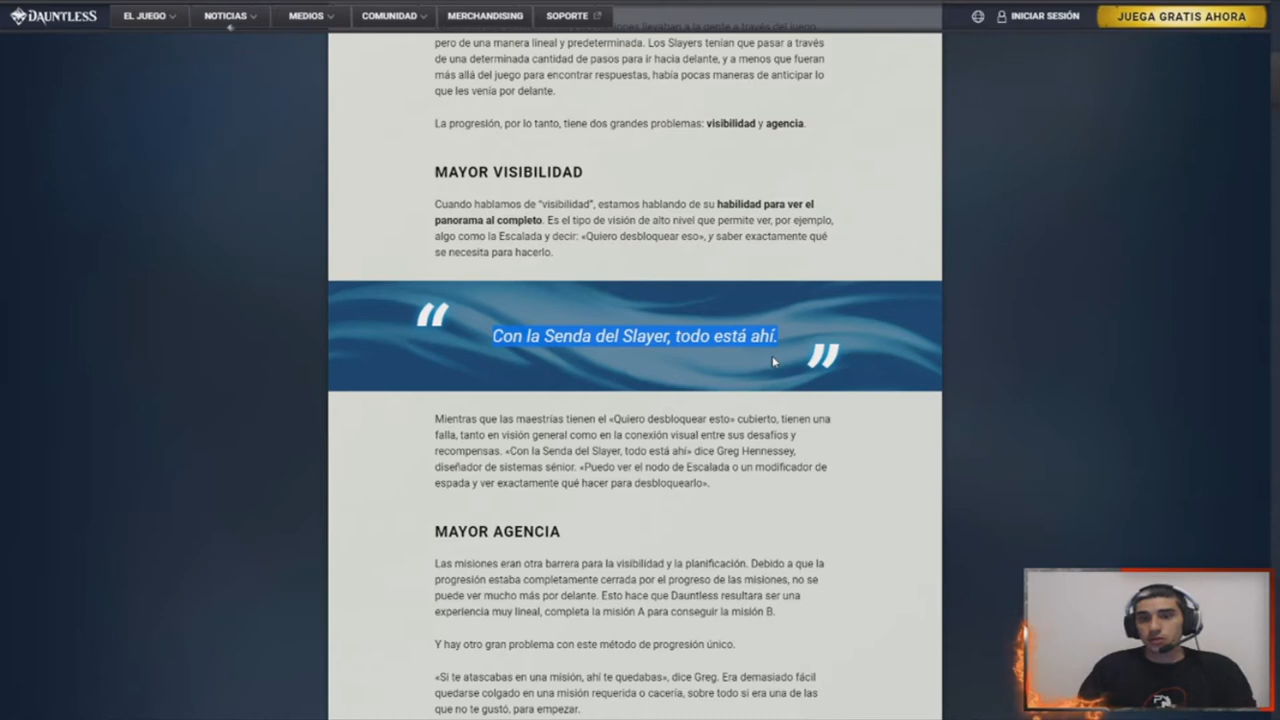 DAUNTLESS
EL JUEGO
NOTICIAS
MEDIOS
COMUNIDAD
MERCHANDISING
SOPORTE
INICIAR SESIÓN
JUEGA GRATIS AHORA
llevaban a la gente a través del juego,
pero de una manera lineal y predeterminada. Los Slayers tenían que pasar a través
de una determinada cantidad de pasos para ir hacia delante, y a menos que fueran
más allá del juego para encontrar respuestas, había pocas maneras de anticipar lo
que les venía por delante.
La progresión, por lo tanto, tiene dos grandes problemas: visibilidad y agencia.
MAYOR VISIBILIDAD
Cuando hablamos de “visibilidad”, estamos hablando de su habilidad para ver el
panorama al completo. Es el tipo de visión de alto nivel que permite ver, por ejemplo,
algo como la Escalada y decir: «Quiero desbloquear eso», y saber exactamente qué
se necesita para hacerlo.
“ Con la Senda del Slayer, todo está ahí. ”
Mientras que las maestrías tienen el «Quiero desbloquear esto» cubierto, tienen una
falla, tanto en visión general como en la conexión visual entre sus desafíos y
recompensas. «Con la Senda del Slayer, todo está ahí» dice Greg Hennessey,
diseñador de sistemas sénior. «Puedo ver el nodo de Escalada o un modificador de
espada y ver exactamente qué hacer para desbloquearlo».
MAYOR AGENCIA
Las misiones eran otra barrera para la visibilidad y la planificación. Debido a que la
progresión estaba completamente cerrada por el progreso de las misiones, no se
puede ver mucho más por delante. Esto hace que Dauntless resultara ser una
experiencia muy lineal, completa la misión A para conseguir la misión B.
Y hay otro gran problema con este método de progresión único.
«Si te atascabas en una misión, ahí te quedabas», dice Greg. Era demasiado fácil
quedarse colgado en una misión requerida o cacería, sobre todo si era una de las
que no te gustó, para empezar.